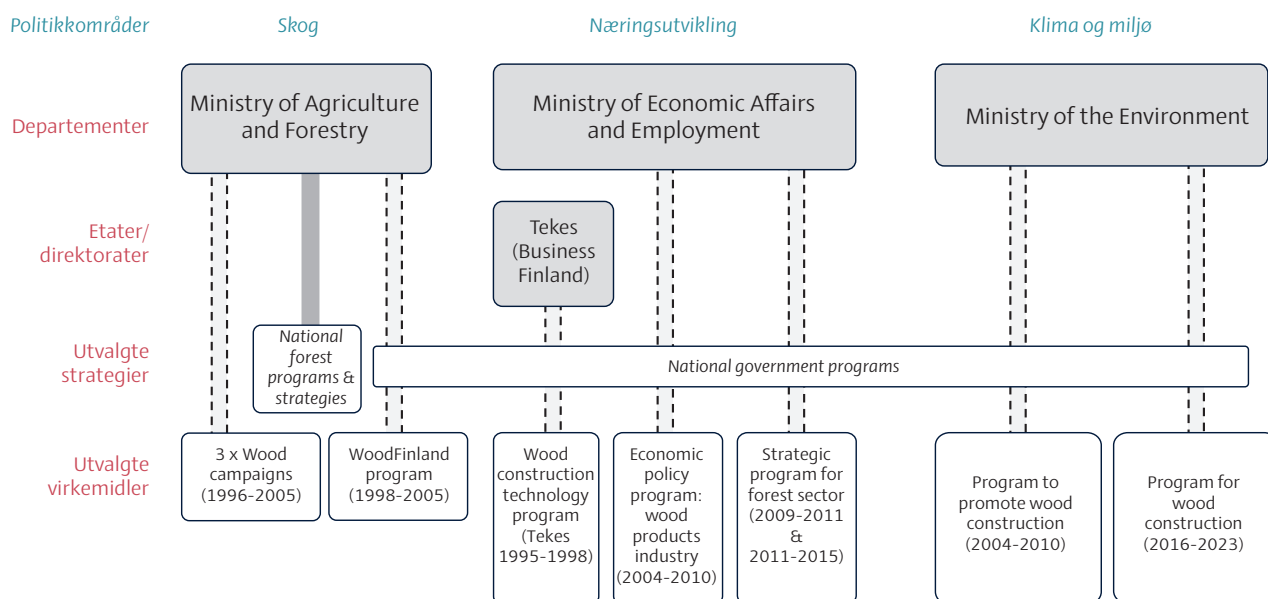 Politikkområder
Skog
Næringsutvikling
Klima og miljø
Departementer
Ministry of Agriculture
and Forestry
Ministry of Economic Affairs
and Employment
Ministry of the Environment
Etater/
direktorater
Tekes
(Business
Finland)
Utvalgte
strategier
National
forest
programs &
strategies
National government programs
Utvalgte
virkemidler
3 x Wood
campaigns
(1996-2005)
WoodFinland
program
(1998-2005)
Wood
construction
technology
program
(Tekes
1995-1998)
Economic
policy
program:
wood
products
industry
(2004-2010)
Strategic
program for
forest sector
(2009-2011
&
2011-2015)
Program to
promote wood
construction
(2004-2010)
Program for
wood
construction
(2016-2023)